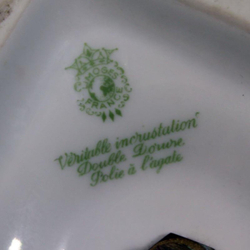 Véritable incrustation
Double Dorure
Polie à l'agate